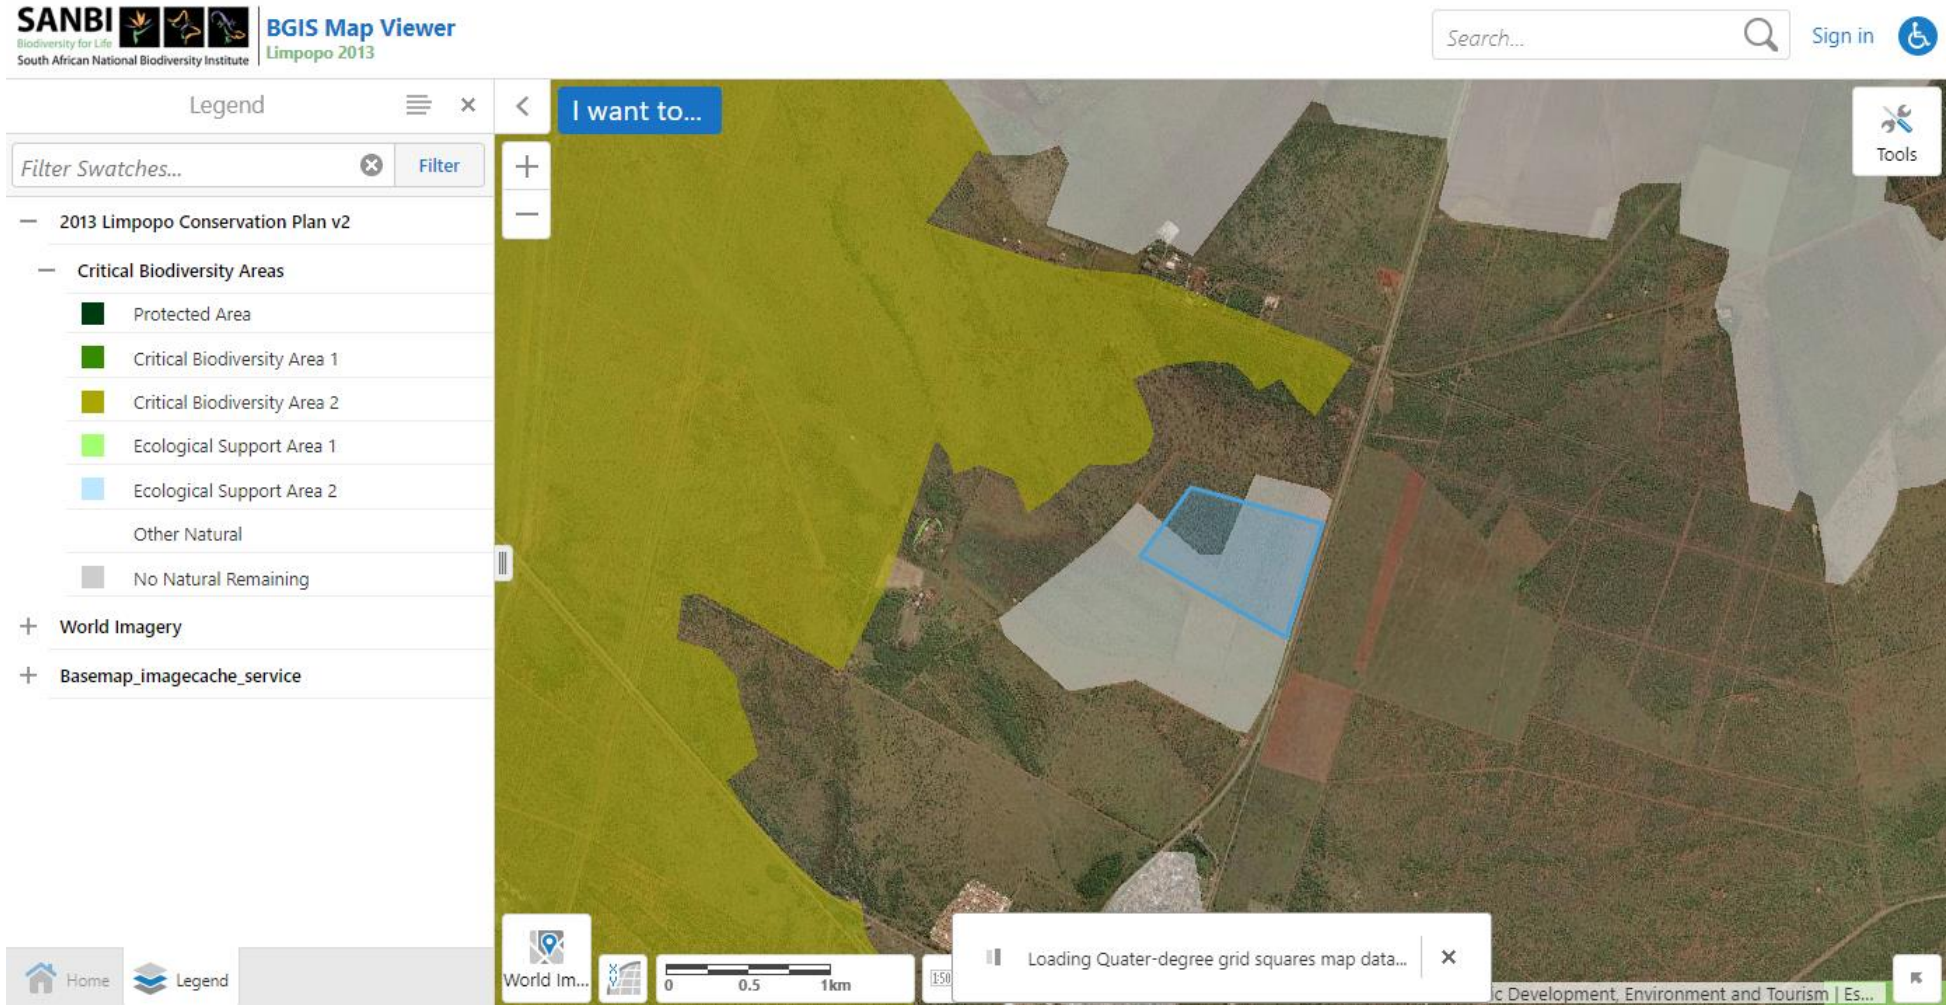 SANBI
Biodiversity for Life
South African National Biodiversity Institute
BGIS Map Viewer
Limpopo 2013
Search...
Sign in
Legend
I want to...
Tools
Filter Swatches...
Filter
2013 Limpopo Conservation Plan v2
Critical Biodiversity Areas
Protected Area
Critical Biodiversity Area 1
Critical Biodiversity Area 2
Ecological Support Area 1
Ecological Support Area 2
Other Natural
No Natural Remaining
World Imagery
Basemap_imagecache_service
Home
Legend
World Im...
X,Y
0 0.5 1km
1:50
Loading Quater-degree grid squares map data...
ic Development, Environment and Tourism | Es...